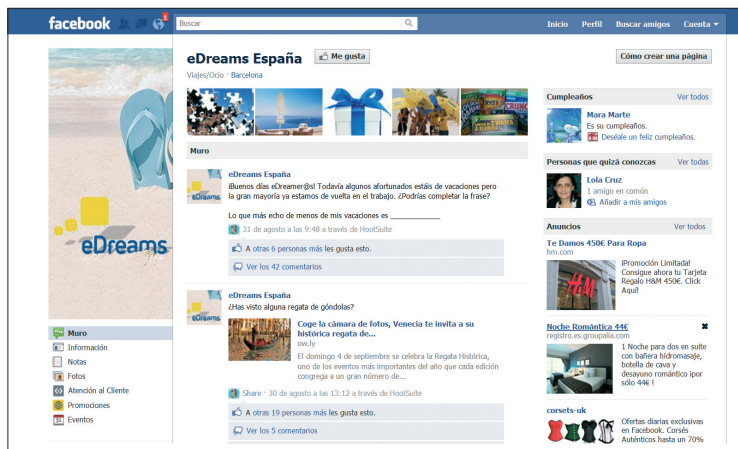 facebook
1
Buscar
Inicio Perfil Buscar amigos Cuenta
eDreams
Muro
Información
Notas
Fotos
Atención al Cliente
Promociones
Eventos
eDreams España
Me gusta
Cómo crear una página
Viajes/Ocio · Barcelona
Muro
eDreams
eDreams España
¡Buenos días eDreamer@s! Todavía algunos afortunados estáis de vacaciones pero
la gran mayoría ya estamos de vuelta en el trabajo. ¿Podrías completar la frase?
Lo que más echo de menos de mis vacaciones es ____________
31 de agosto a las 9:48 a través de HootSuite
A otras 6 personas más les gusta esto.
Ver los 42 comentarios
eDreams
eDreams España
¿Has visto alguna regata de góndolas?
Coge la cámara de fotos, Venecia te invita a su
histórica regata de...
ow.ly
El domingo 4 de septiembre se celebra la Regata Histórica,
uno de los eventos más importantes del año que cada edición
congrega a un gran número de...
Share · 30 de agosto a las 13:12 a través de HootSuite
A otras 19 personas más les gusta esto.
Ver los 5 comentarios
Cumpleaños Ver todos
Mara Marte
Es su cumpleaños.
Deséale un feliz cumpleaños.
Personas que quizá conozcas Ver todas
Lola Cruz
1 amigo en común
Añadir a mis amigos
Anuncios Ver todos
Te Damos 450€ Para Ropa
hm.com
H&M
¡Promoción Limitada!
Consigue ahora tu Tarjeta
Regalo H&M 450€. Click
Aquí!
Noche Romántica 44€
registro.es.groupalia.com
1 Noche para dos en suite
con bañera hidromasaje,
botella de cava y
desayuno romántico ¡por
sólo 44€ !
corsets-uk
Ofertas diarias exclusivas
en Facebook. Corsés
Auténticos hasta un 70%